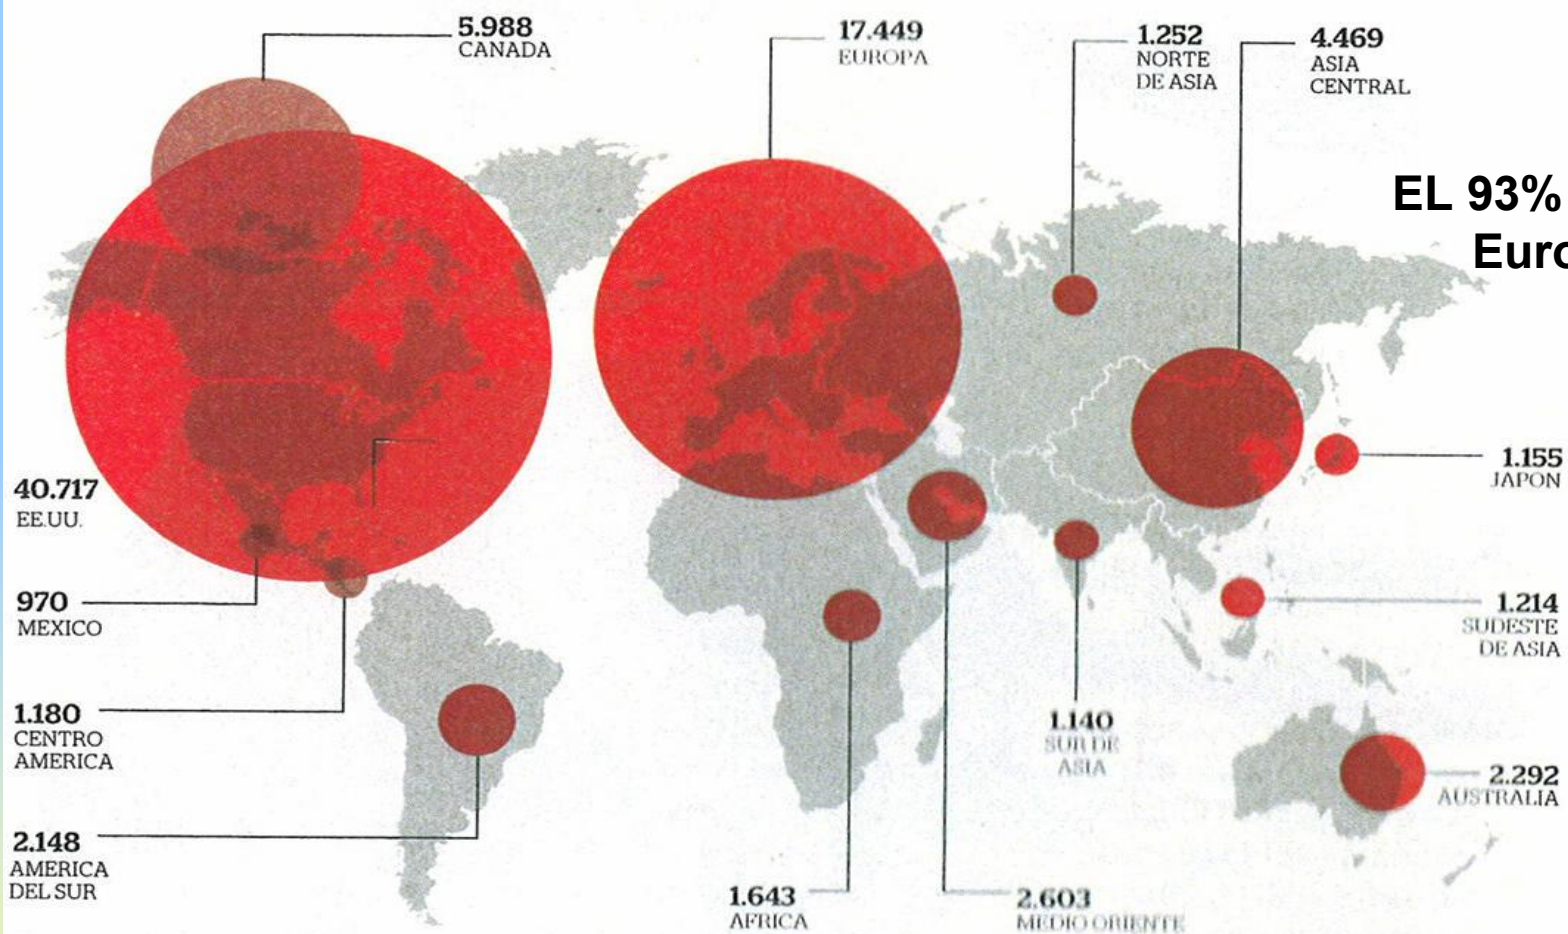 5.988
CANADA
17.449
EUROPA
1.252
NORTE
DE ASIA
4.469
ASIA
CENTRAL
EL 93%
40.717
EE.UU.
1.155
JAPON
970
MEXICO
1.214
SUDESTE
DE ASIA
1.180
CENTRO
AMERICA
1.140
SUR DE
ASIA
2.292
AUSTRALIA
2.148
AMERICA
DEL SUR
1.643
AFRICA
2.603
MEDIO ORIENTE